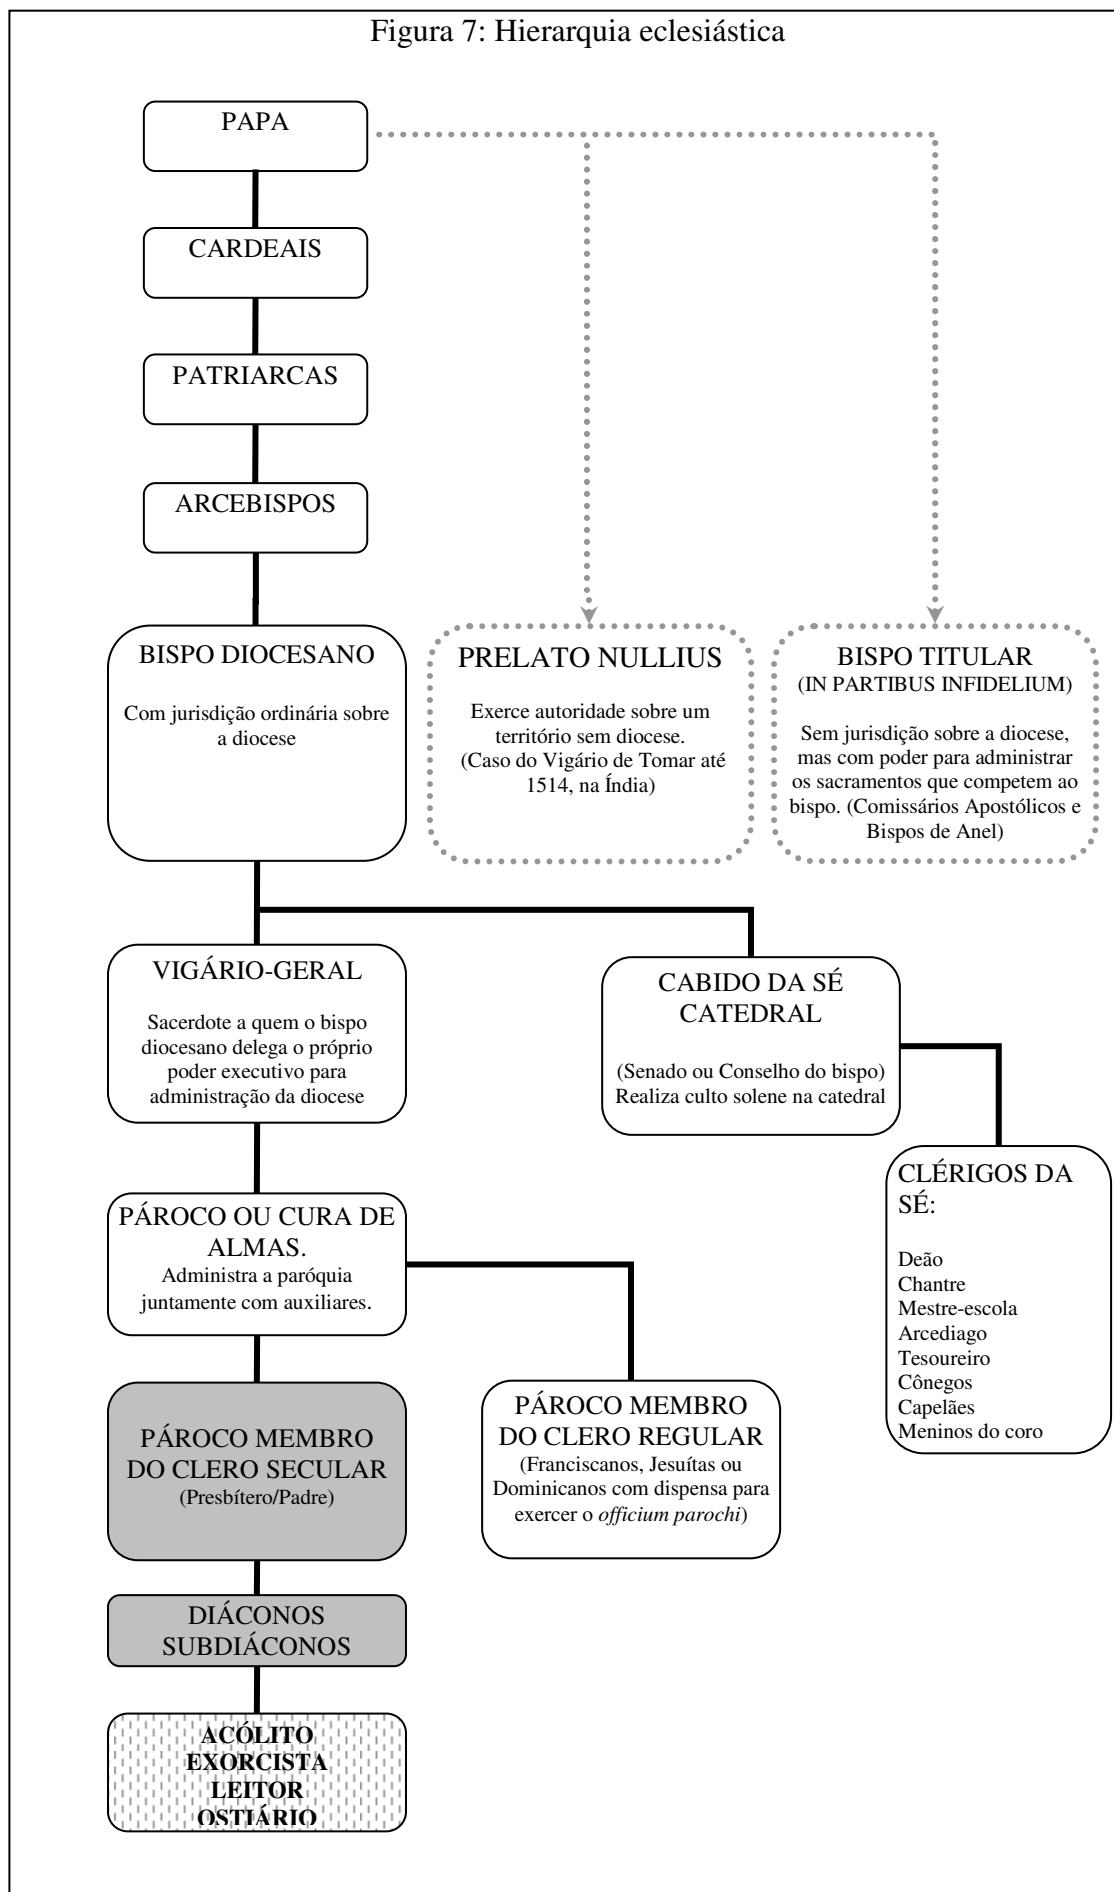 Figura 7: Hierarquia eclesiástica
PAPA
CARDEAIS
PATRIARCAS
ARCEBISPOS
BISPO DIOCESANO
Com jurisdição ordinária sobre
a diocese
PRELATO NULLIUS
Exerce autoridade sobre um
território sem diocese.
(Caso do Vigário de Tomar até
1514, na Índia)
BISPO TITULAR
(IN PARTIBUS INFIDELIUM)
Sem jurisdição sobre a diocese,
mas com poder para administrar
os sacramentos que competem ao
bispo. (Comissários Apostólicos e
Bispos de Anel)
VIGÁRIO-GERAL
Sacerdote a quem o bispo
diocesano delega o próprio
poder executivo para
administração da diocese
CABIDO DA SÉ
CATEDRAL
(Senado ou Conselho do bispo)
Realiza culto solene na catedral
CLÉRIGOS DA
SÉ:
Deão
Chantre
Mestre-escola
Arcediago
Tesoureiro
Cônegos
Capelães
Meninos do coro
PÁROCO OU CURA DE
ALMAS.
Administra a paróquia
juntamente com auxiliares.
PÁROCO MEMBRO
DO CLERO SECULAR
(Presbítero/Padre)
PÁROCO MEMBRO
DO CLERO REGULAR
(Franciscanos, Jesuítas ou
Dominicanos com dispensa para
exercer o officium parochi)
DIÁCONOS
SUBDIÁCONOS
ACÓLITO
EXORCISTA
LEITOR
OSTIÁRIO